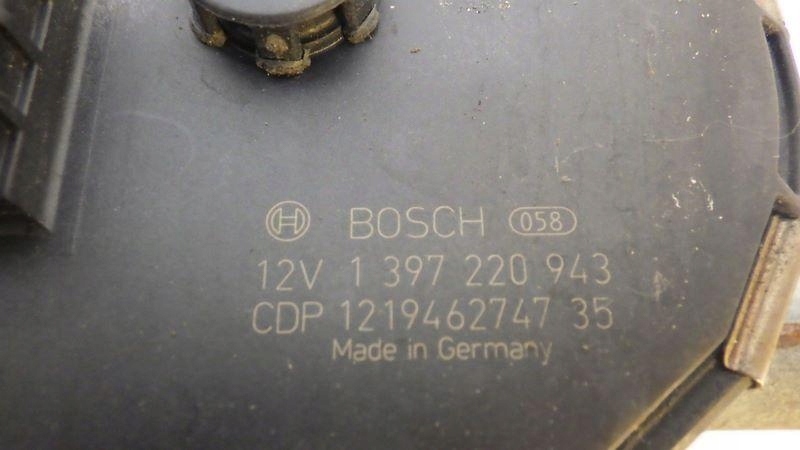 BOSCH 058
12V 1 397 220 943
CDP 1219462747 35
Made in Germany